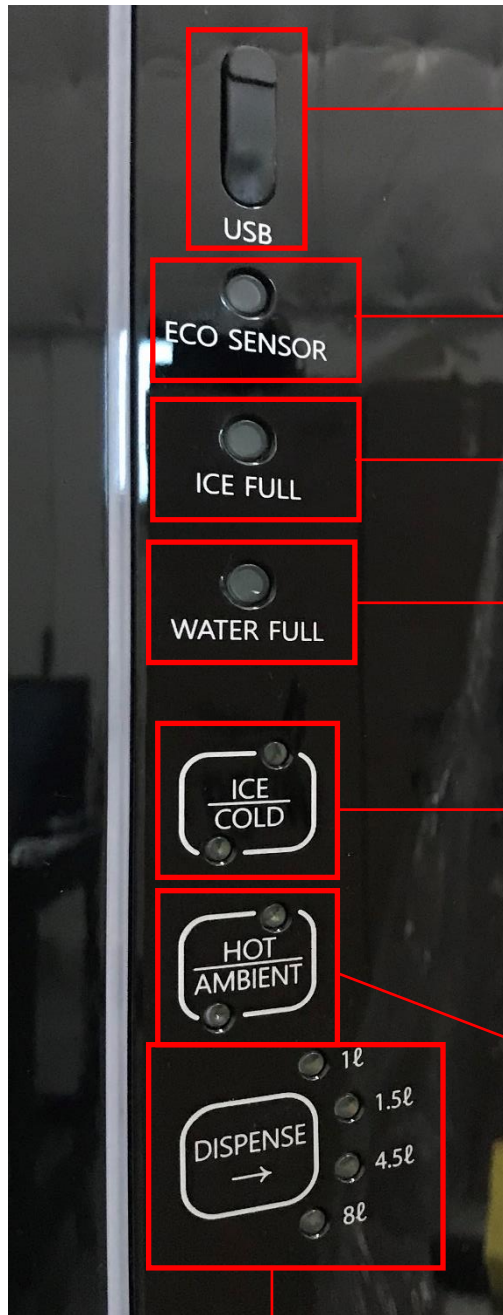 USB
ECO SENSOR
ICE FULL
WATER FULL
ICE
COLD
HOT
AMBIENT
1ℓ
1.5ℓ
DISPENSE
→
4.5ℓ
8ℓ